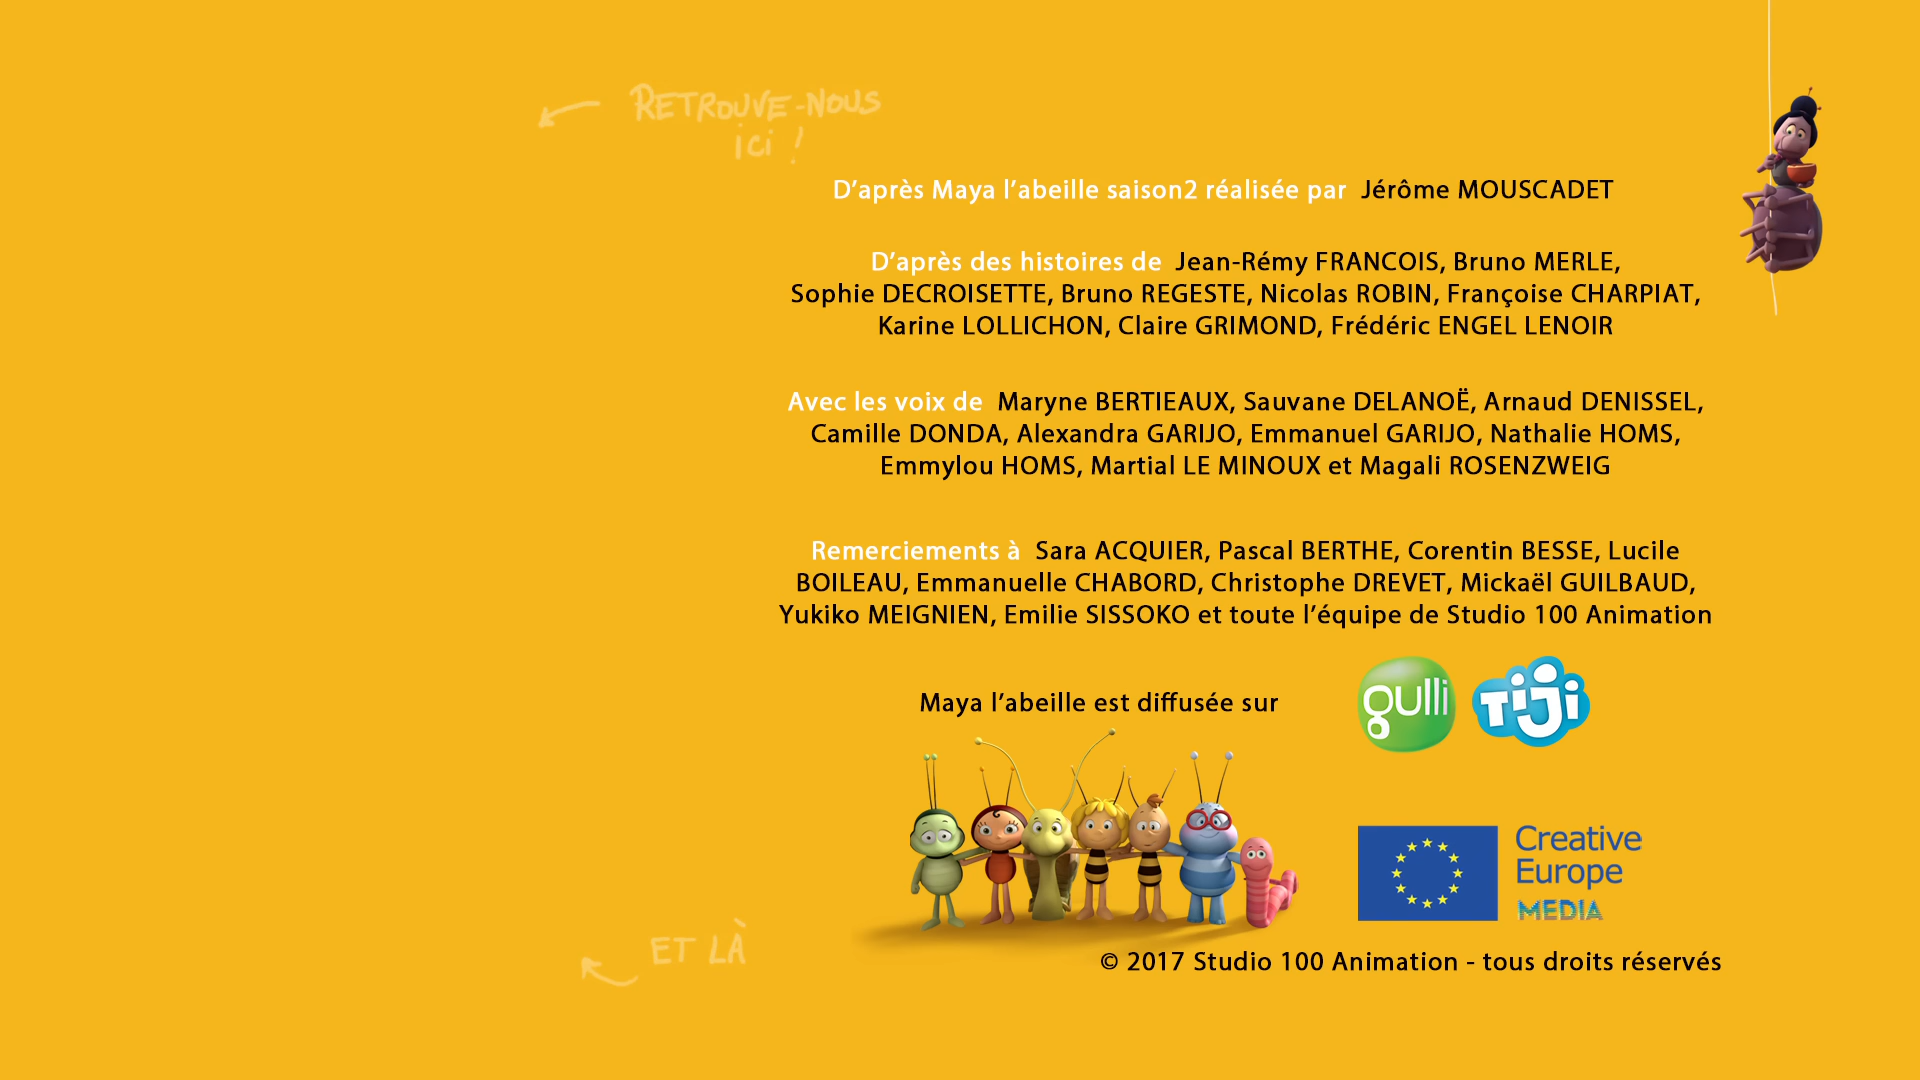 RETROUVE-NOUS
ici !
D’après Maya l’abeille saison2 réalisée par Jérôme MOUSCADET
D’après des histoires de Jean-Rémy FRANCOIS, Bruno MERLE,
Sophie DECROISETTE, Bruno REGESTE, Nicolas ROBIN, Françoise CHARPIAT,
Karine LOLLICHON, Claire GRIMOND, Frédéric ENGEL LENOIR
Avec les voix de Maryne BERTIEAUX, Sauvane DELANOË, Arnaud DENISSEL,
Camille DONDA, Alexandra GARIJO, Emmanuel GARIJO, Nathalie HOMS,
Emmylou HOMS, Martial LE MINOUX et Magali ROSENZWEIG
Remerciements à Sara ACQUIER, Pascal BERTHE, Corentin BESSE, Lucile
BOILEAU, Emmanuelle CHABORD, Christophe DREVET, Mickaël GUILBAUD,
Yukiko MEIGNIEN, Emilie SISSOKO et toute l’équipe de Studio 100 Animation
Maya l’abeille est diffusée sur
gulli
TiJi
Creative
Europe
MEDIA
ET LÀ
© 2017 Studio 100 Animation - tous droits réservés